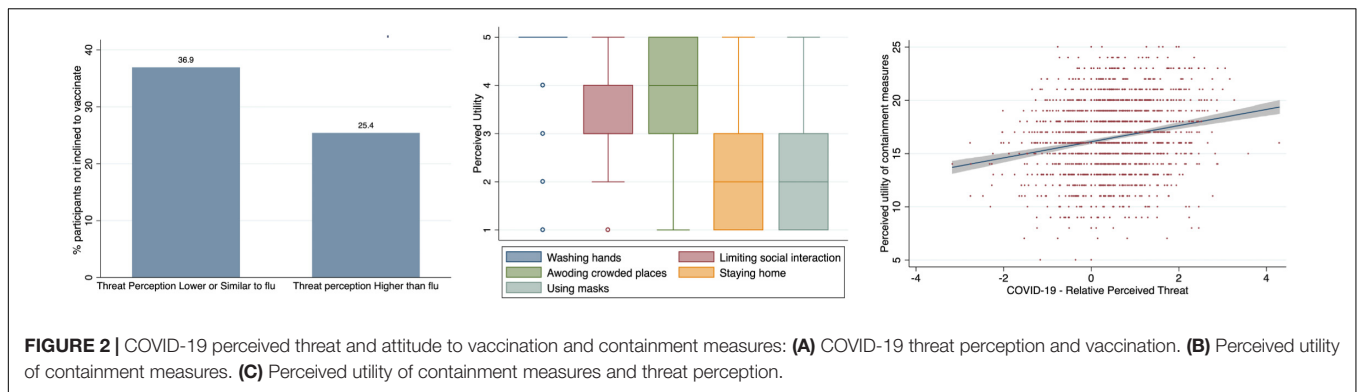 % participants not inclined to vaccinate
40
30
20
10
0
36.9
25.4
Threat Perception Lower or Similar to flu
Threat perception Higher than flu
Perceived Utility
5
4
3
2
1
Washing hands
Limiting social interaction
Awoding crowded places
Staying home
Using masks
Perceived utility of containment measures
25
20
15
10
5
-4
-2
0
2
4
COVID-19 - Relative Perceived Threat
FIGURE 2 | COVID-19 perceived threat and attitude to vaccination and containment measures: (A) COVID-19 threat perception and vaccination. (B) Perceived utility
of containment measures. (C) Perceived utility of containment measures and threat perception.